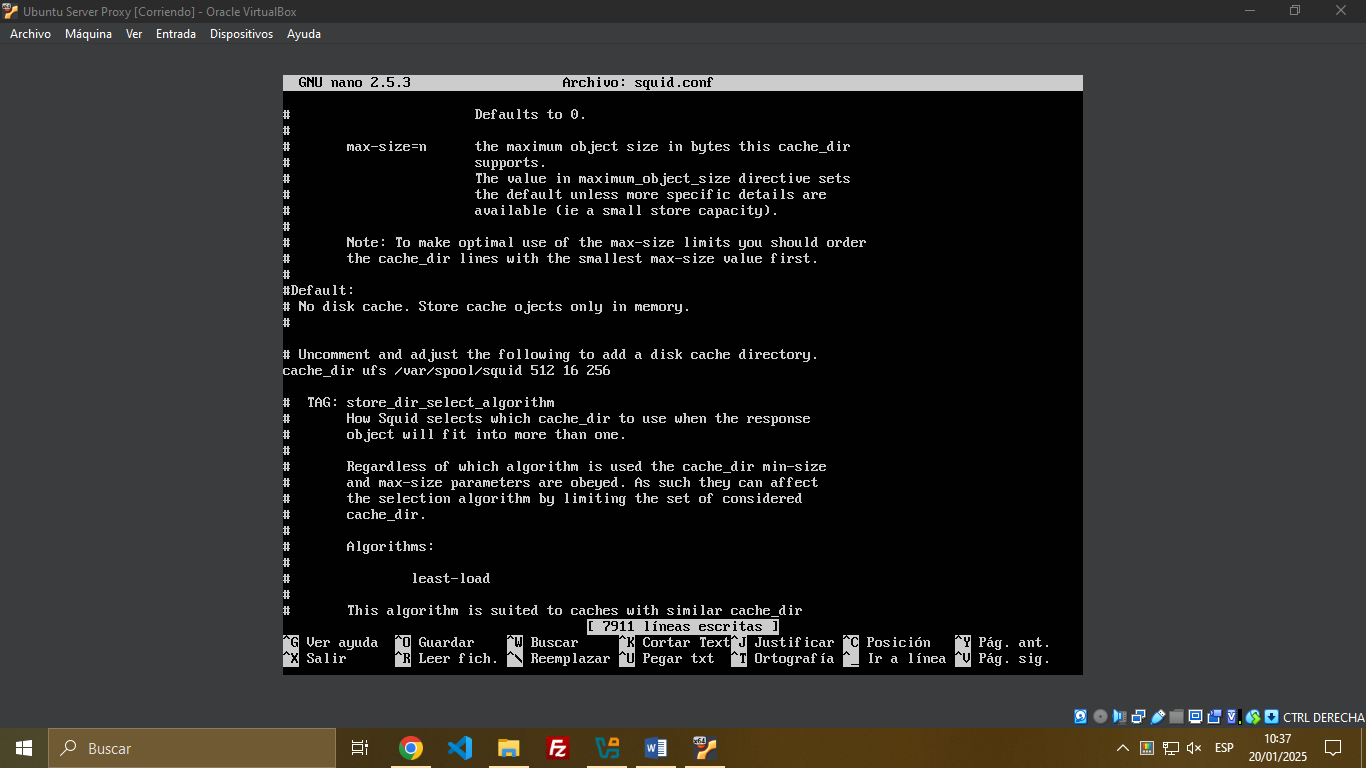 Ubuntu Server Proxy [Corriendo] - Oracle VirtualBox
Archivo Máquina Ver Entrada Dispositivos Ayuda
GNU nano 2.5.3 Archivo: squid.conf
# Defaults to 0.
#
# max-size=n the maximum object size in bytes this cache_dir
# supports.
# The value in maximum_object_size directive sets
# the default unless more specific details are
# available (ie a small store capacity).
#
# Note: To make optimal use of the max-size limits you should order
# the cache_dir lines with the smallest max-size value first.
#
#Default:
# No disk cache. Store cache ojects only in memory.
#
# Uncomment and adjust the following to add a disk cache directory.
cache_dir ufs /var/spool/squid 512 16 256
# TAG: store_dir_select_algorithm
# How Squid selects which cache_dir to use when the response
# object will fit into more than one.
#
# Regardless of which algorithm is used the cache_dir min-size
# and max-size parameters are obeyed. As such they can affect
# the selection algorithm by limiting the set of considered
# cache_dir.
#
# Algorithms:
#
# least-load
#
# This algorithm is suited to caches with similar cache_dir
[ 7911 líneas escritas ]
^G Ver ayuda ^O Guardar ^W Buscar ^K Cortar Text ^J Justificar ^C Posición ^Y Pág. ant.
^X Salir ^R Leer fich. ^\ Reemplazar ^U Pegar txt ^T Ortografía ^_ Ir a línea ^V Pág. sig.
CTRL DERECHA
Buscar
ESP
10:37
20/01/2025